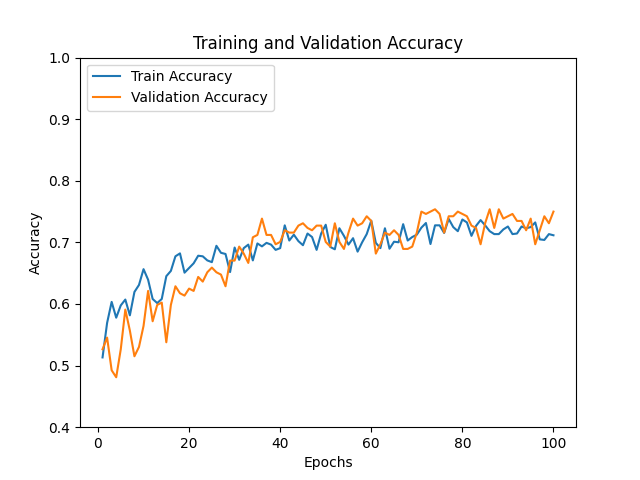 Training and Validation Accuracy
Train Accuracy
Validation Accuracy
1.0
0.9
0.8
0.7
0.6
0.5
0.4
Accuracy
0 20 40 60 80 100
Epochs